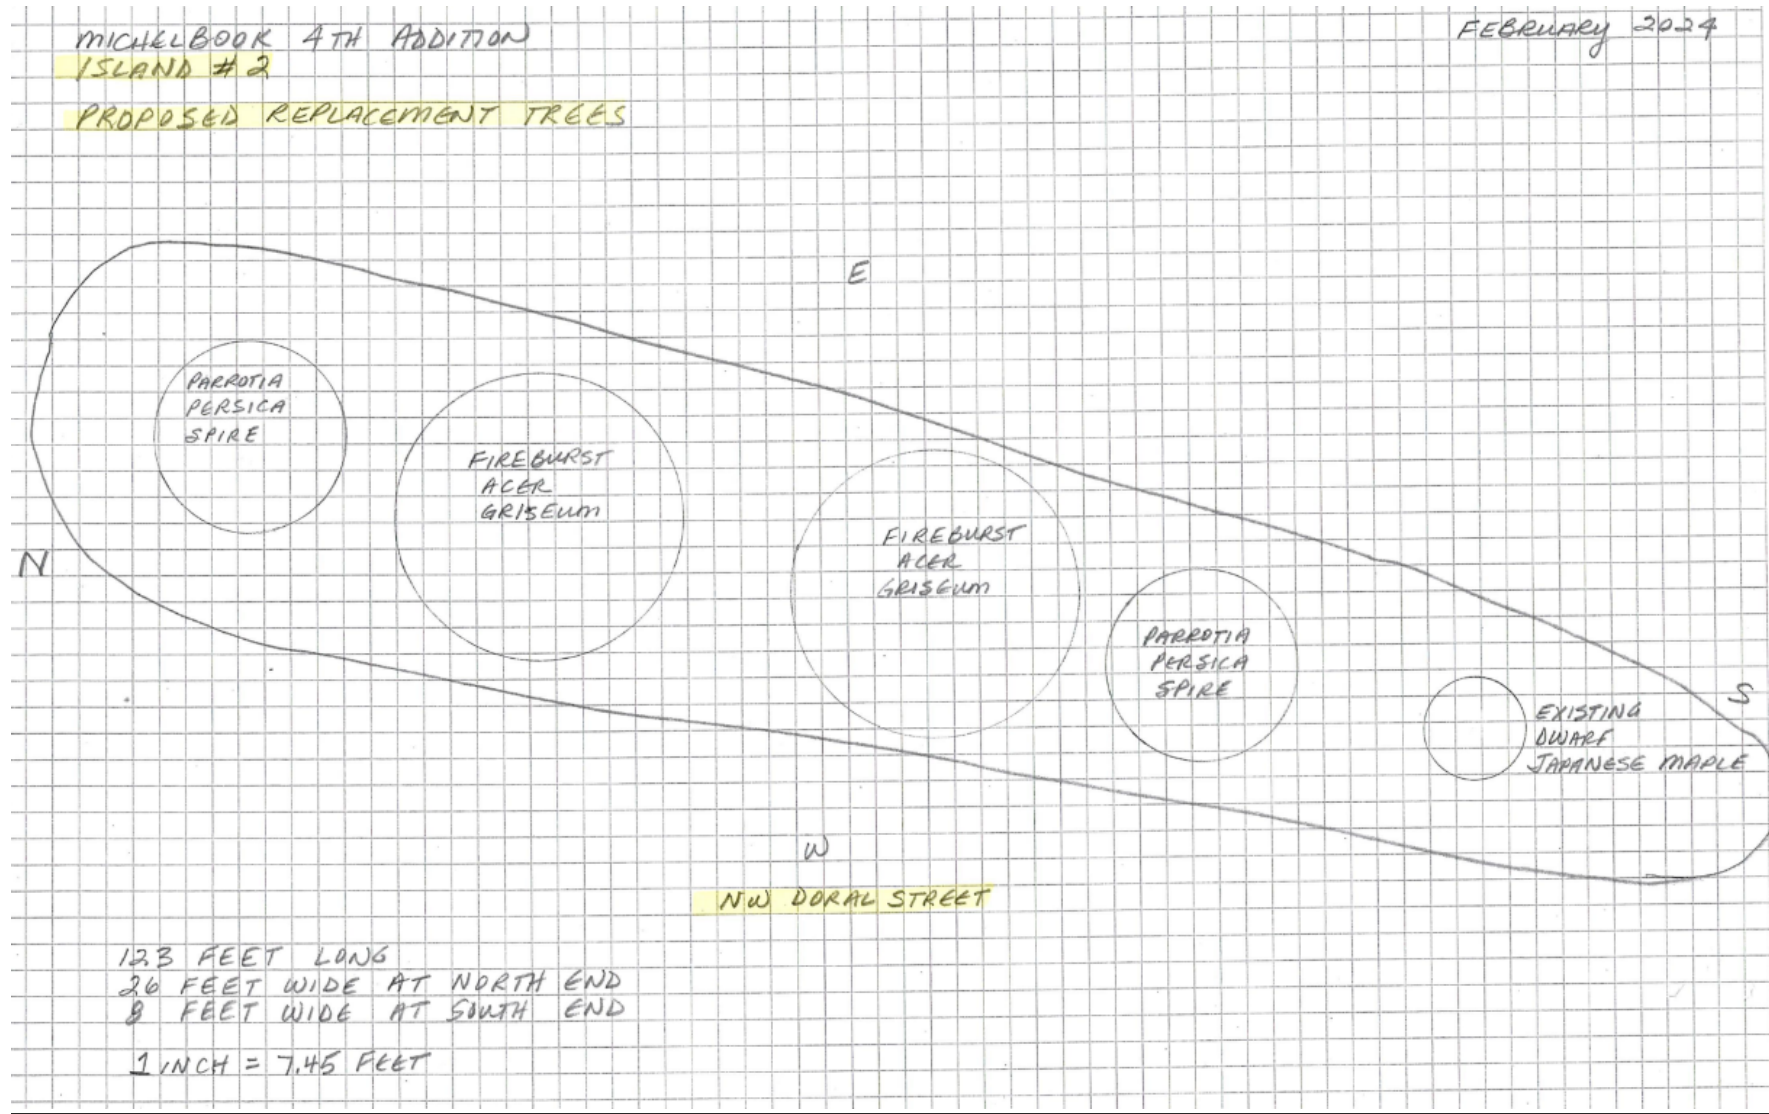 MICHELBOOK 4TH ADDITION
FEBRUARY 2024
ISLAND # 2
PROPOSED REPLACEMENT TREES
E
PARROTIA
PERSICA
SPIRE
FIREBURST
ACER
GRISEUM
FIREBURST
ACER
GRISEUM
N
PARROTIA
PERSICA
SPIRE
S
EXISTING
DWARF
JAPANESE MAPLE
W
NW DORAL STREET
123 FEET LONG
26 FEET WIDE AT NORTH END
8 FEET WIDE AT SOUTH END
1 INCH = 7.45 FEET